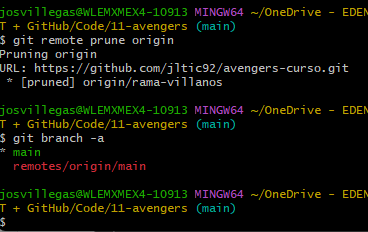 josvillegas@WLEMXMEX4-10913 MINGW64 ~/OneDrive - EDEN
T + GitHub/Code/11-avengers (main)
$ git remote prune origin
Pruning origin
URL: https://github.com/jltic92/avengers-curso.git
 * [pruned] origin/rama-villanos
josvillegas@WLEMXMEX4-10913 MINGW64 ~/OneDrive - EDEN
T + GitHub/Code/11-avengers (main)
$ git branch -a
* main
  remotes/origin/main
josvillegas@WLEMXMEX4-10913 MINGW64 ~/OneDrive - EDEN
T + GitHub/Code/11-avengers (main)
$